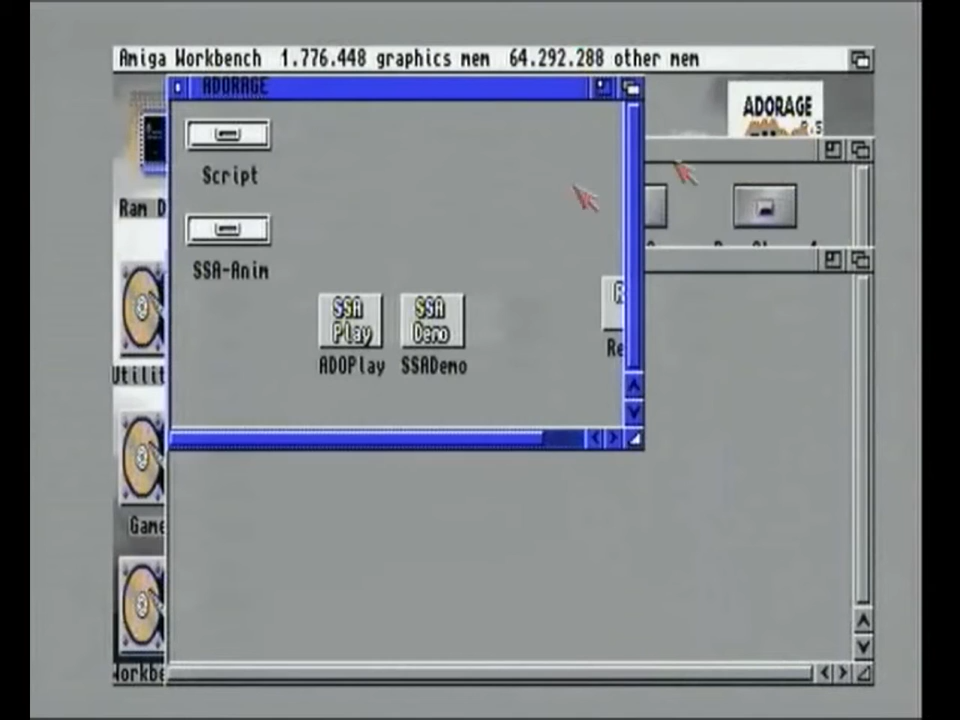 Amiga Workbench 1.776.448 graphics mem 64.292.288 other mem
ADORAGE
ADORAGE
Script
Ram D
SSA-Anim
SSA
Play
SSA
Demo
ADOPlay
SSADemo
R
Re
Utilit
Game
Workbe